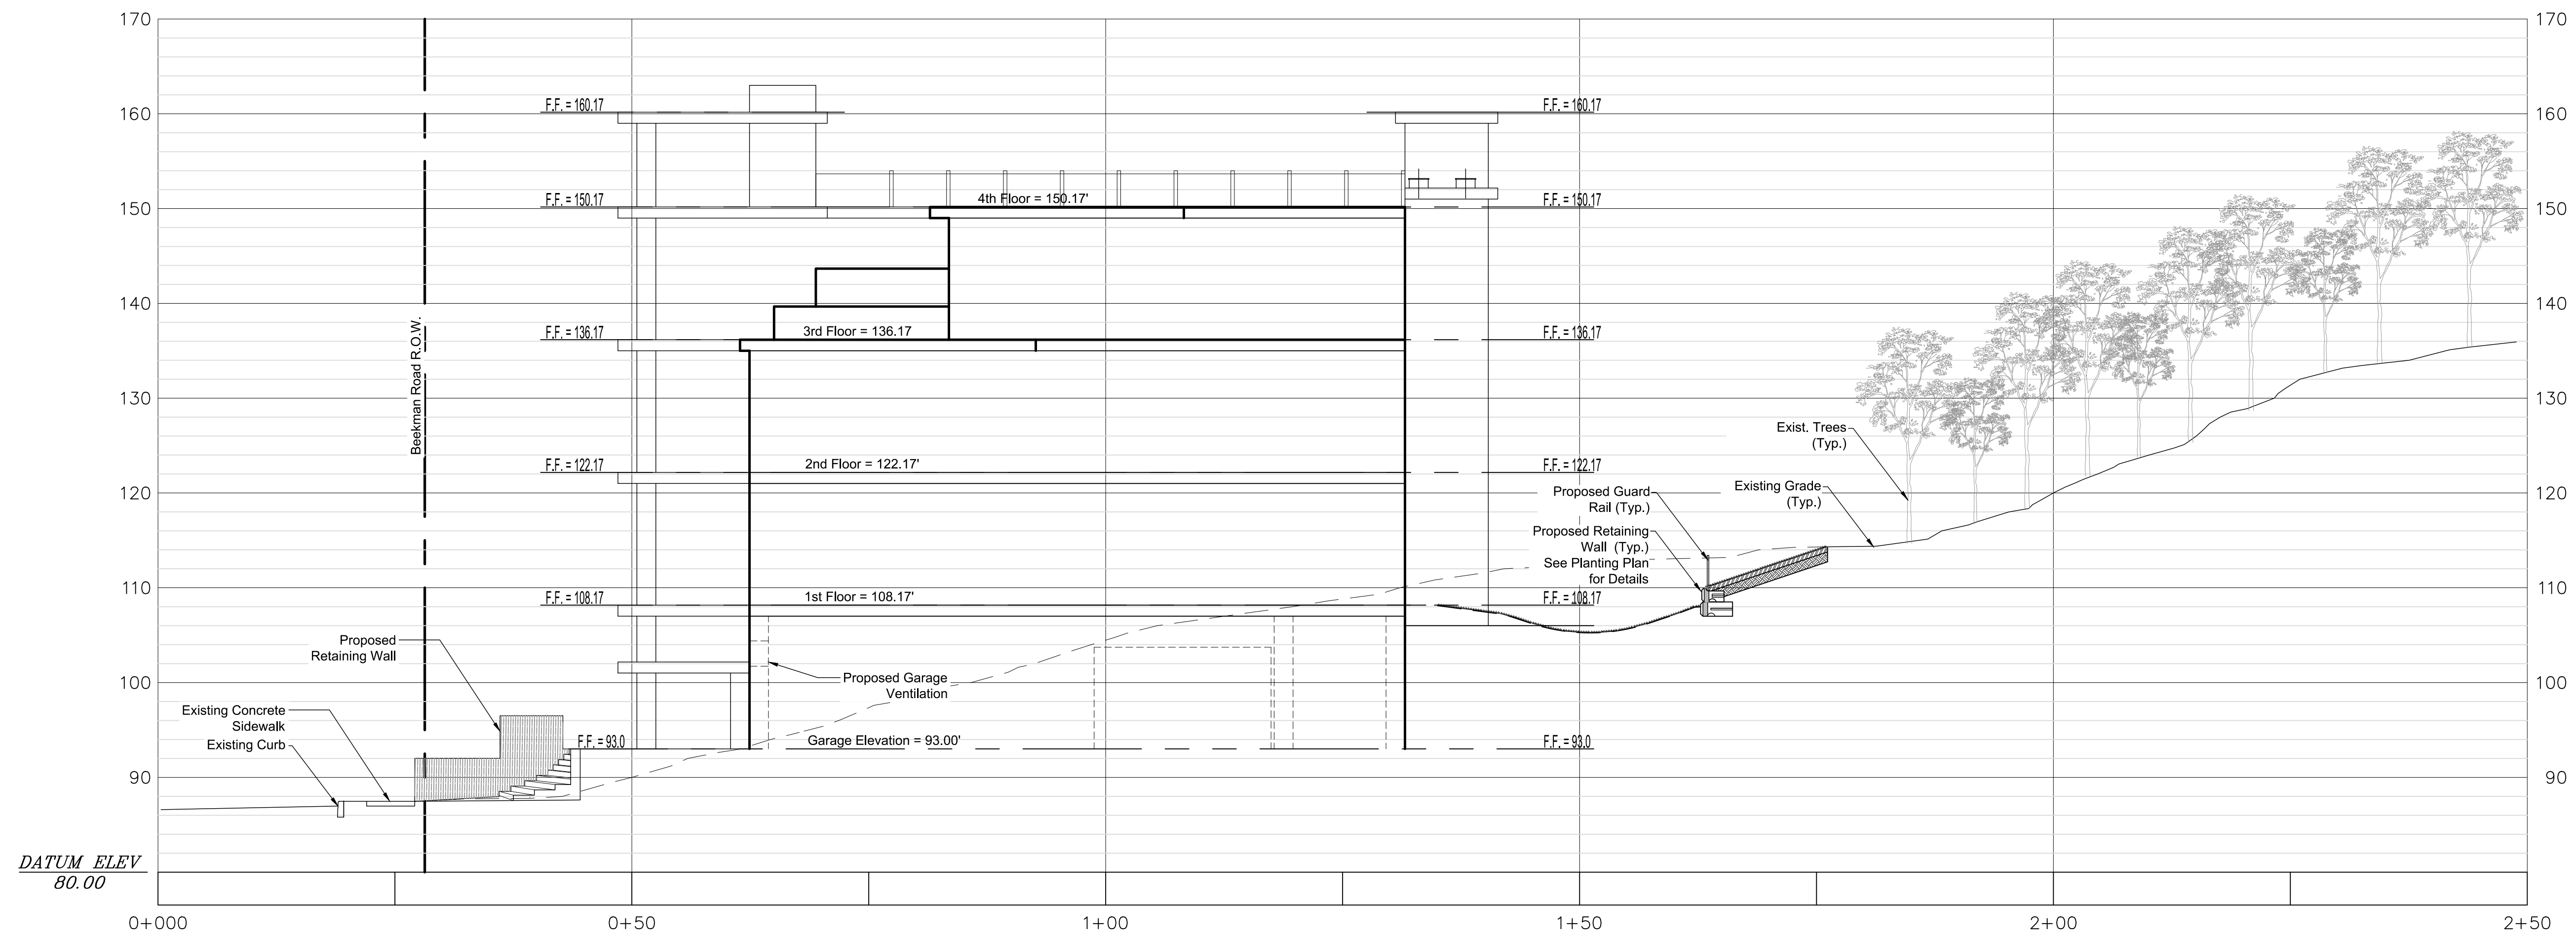 170
170
F.F. = 160.17
F.F. = 160.17
160
160
4th Floor = 150.17'
F.F. = 150.17
F.F. = 150.17
150
150
140
140
Beekman Road R.O.W.
3rd Floor = 136.17
F.F. = 136.17
F.F. = 136.17
130
130
Exist. Trees
(Typ.)
F.F. = 122.17
2nd Floor = 122.17'
F.F. = 122.17
120
120
Proposed Guard
Rail (Typ.)
Existing Grade
(Typ.)
Proposed Retaining
Wall (Typ.)
See Planting Plan
for Details
110
110
F.F. = 108.17
1st Floor = 108.17'
F.F. = 108.17
Proposed
Retaining Wall
100
100
Proposed Garage
Ventilation
Existing Concrete
Sidewalk
Existing Curb
F.F. = 93.0
Garage Elevation = 93.00'
F.F. = 93.0
90
90
DATUM ELEV
80.00
0+000
0+50
1+00
1+50
2+00
2+50